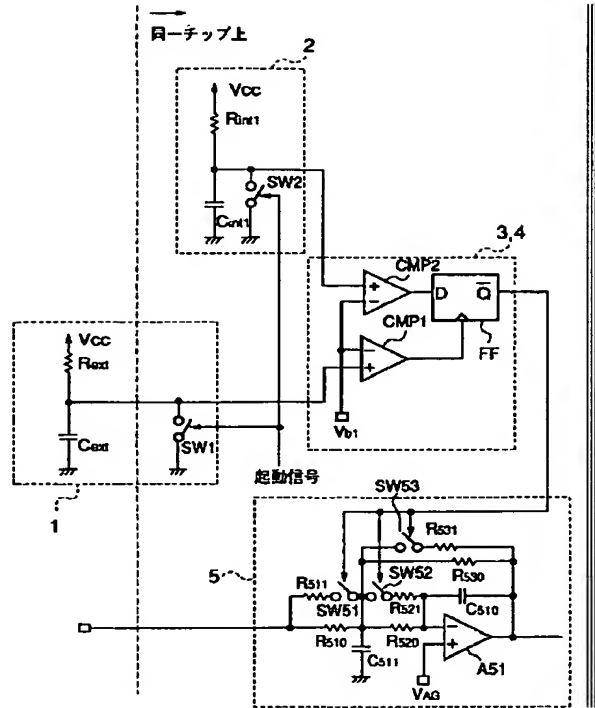 同一チップ上
2
Vcc
Rint1
SW2
Cint1
3,4
CMP2
D
Q
CMP1
FF
Vcc
Rext
Cext
SW1
Vb1
起動信号
1
SW53
R531
5
R530
R511
SW52
SW51
R521
C510
R510
R520
C511
A51
VAG